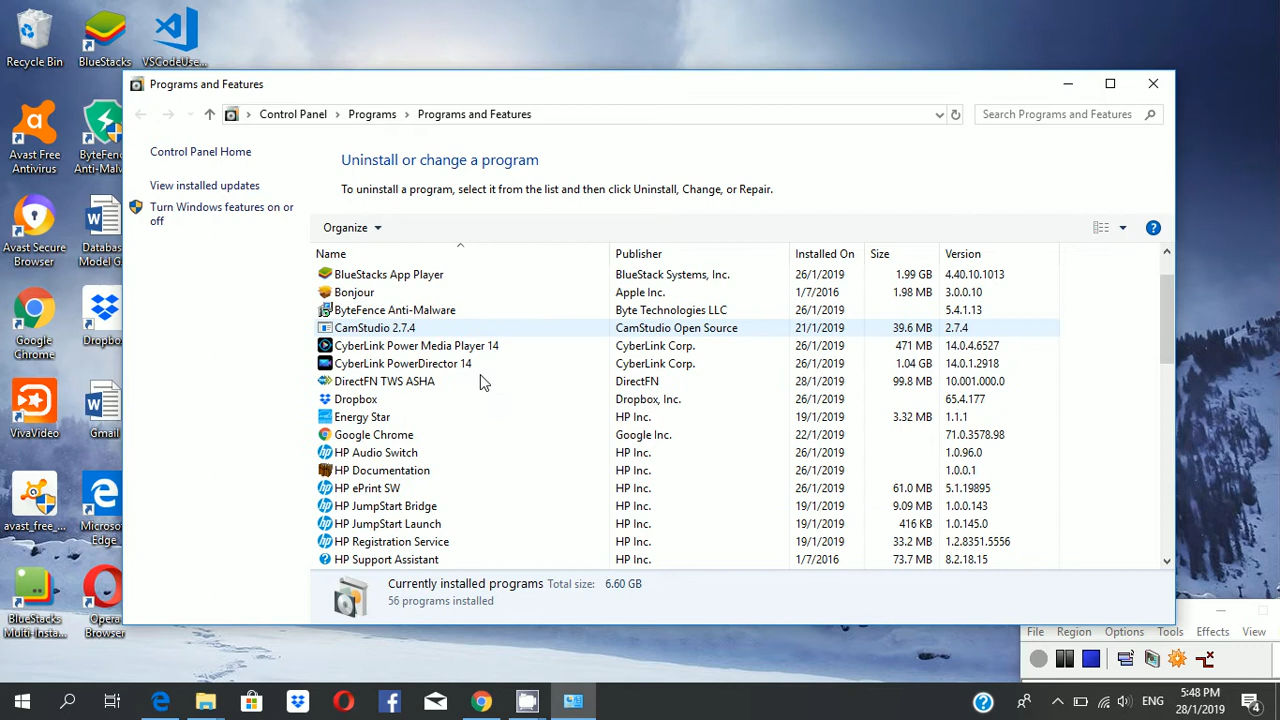 Recycle Bin
BlueStacks
VSCodeUse...
Avast Free
Antivirus
ByteFence
Anti-Malw...
Avast Secure
Browser
Database
Model G...
Google
Chrome
Dropbox
VivaVideo
Gmail
avast_free_...
Microsoft
Edge
BlueStacks
Multi-Insta...
Opera
Browser
Programs and Features
Control Panel > Programs > Programs and Features
Search Programs and Features
Control Panel Home
View installed updates
Turn Windows features on or
off
Uninstall or change a program
To uninstall a program, select it from the list and then click Uninstall, Change, or Repair.
Organize
Name Publisher Installed On Size Version
BlueStacks App Player BlueStack Systems, Inc. 26/1/2019 1.99 GB 4.40.10.1013
Bonjour Apple Inc. 1/7/2016 1.98 MB 3.0.0.10
ByteFence Anti-Malware Byte Technologies LLC 26/1/2019 5.4.1.13
CamStudio 2.7.4 CamStudio Open Source 21/1/2019 39.6 MB 2.7.4
CyberLink Power Media Player 14 CyberLink Corp. 26/1/2019 471 MB 14.0.4.6527
CyberLink PowerDirector 14 CyberLink Corp. 26/1/2019 1.04 GB 14.0.1.2918
DirectFN TWS ASHA DirectFN 28/1/2019 99.8 MB 10.001.000.0
Dropbox Dropbox, Inc. 26/1/2019 65.4.177
Energy Star HP Inc. 19/1/2019 3.32 MB 1.1.1
Google Chrome Google Inc. 22/1/2019 71.0.3578.98
HP Audio Switch HP Inc. 26/1/2019 1.0.96.0
HP Documentation HP Inc. 26/1/2019 1.0.0.1
HP ePrint SW HP Inc. 26/1/2019 61.0 MB 5.1.19895
HP JumpStart Bridge HP Inc. 19/1/2019 9.09 MB 1.0.0.143
HP JumpStart Launch HP Inc. 19/1/2019 416 KB 1.0.145.0
HP Registration Service HP Inc. 19/1/2019 33.2 MB 1.2.8351.5556
HP Support Assistant HP Inc. 1/7/2016 73.7 MB 8.2.18.15
Currently installed programs Total size: 6.60 GB
56 programs installed
File Region Options Tools Effects View
ENG
5:48 PM
28/1/2019
4